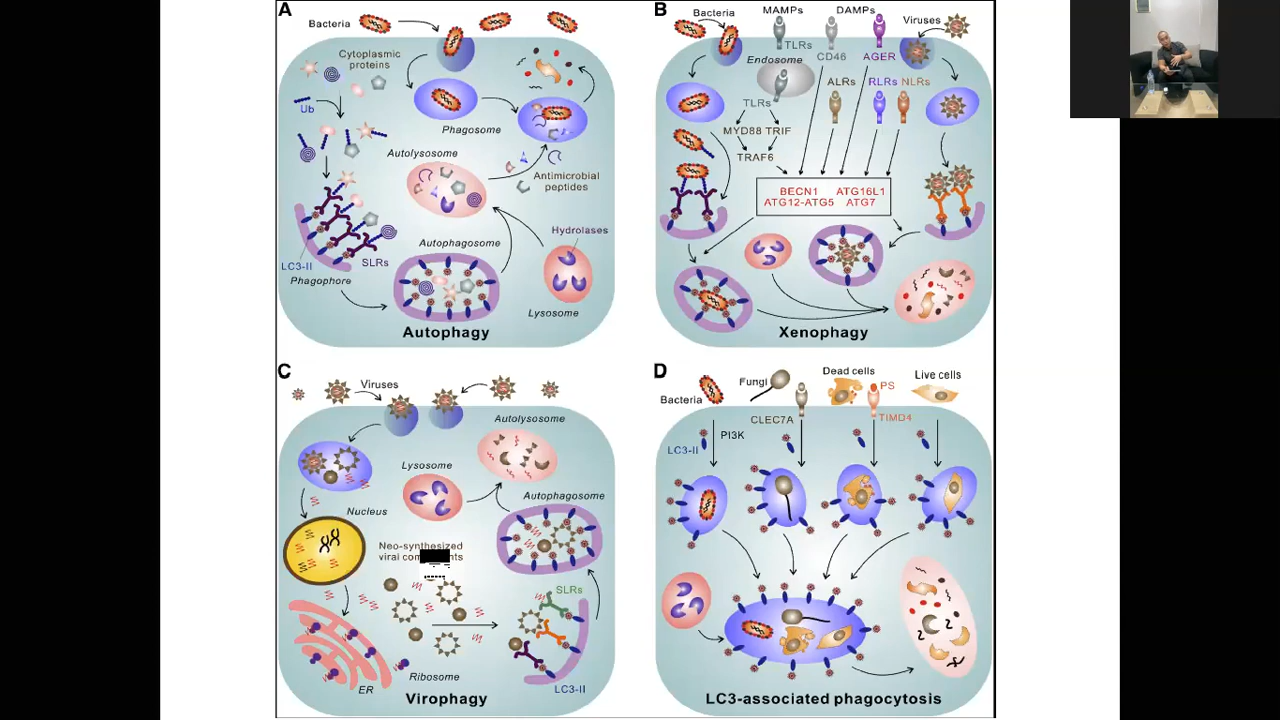 A
Bacteria
Cytoplasmic
proteins
Ub
Phagosome
Autolysosome
Antimicrobial
peptides
Hydrolases
Autophagosome
LC3-II
SLRs
Phagophore
Lysosome
Autophagy
B
Bacteria
MAMPs
DAMPs
Viruses
TLRs
CD46
AGER
Endosome
ALRs
RLRs NLRs
TLRs
MYD88 TRIF
TRAF6
BECN1 ATG16L1
ATG12-ATG5 ATG7
Xenophagy
C
Viruses
Autolysosome
Lysosome
Autophagosome
Nucleus
Neo-synthesized
viral
SLRs
Ribosome
ER
LC3-II
Virophagy
D
Bacteria
Fungi
Dead cells
Live cells
PS
CLEC7A
TIMD4
PI3K
LC3-II
LC3-associated phagocytosis